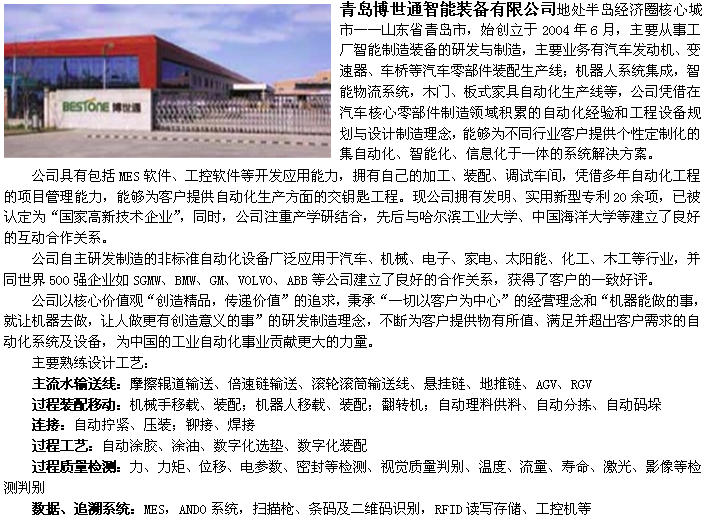 青岛博世通智能装备有限公司地处半岛经济圈核心城
市——山东省青岛市，始创立于2004年6月，主要从事工
厂智能制造装备的研发与制造，主要业务有汽车发动机、变
速器、车桥等汽车零部件装配生产线；机器人系统集成，智
能物流系统，木门、板式家具自动化生产线等，公司凭借在
汽车核心零部件制造领域积累的自动化经验和工程设备规
划与设计制造理念，能够为不同行业客户提供个性定制化的
集自动化、智能化、信息化于一体的系统解决方案。
BESTONE 博世通
公司具有包括MES软件、工控软件等开发应用能力，拥有自己的加工、装配、调试车间，凭借多年自动化工程
的项目管理能力，能够为客户提供自动化生产方面的交钥匙工程。现公司拥有发明、实用新型专利20余项，已被
认定为“国家高新技术企业”，同时，公司注重产学研结合，先后与哈尔滨工业大学、中国海洋大学等建立了良好
的互动合作关系。
公司自主研发制造的非标准自动化设备广泛应用于汽车、机械、电子、家电、太阳能、化工、木工等行业，并
同世界500强企业如SGMW、BMW、GM、VOLVO、ABB等公司建立了良好的合作关系，获得了客户的一致好评。
公司以核心价值观“创造精品，传递价值”的追求，秉承“一切以客户为中心”的经营理念和“机器能做的事，
就让机器去做，让人做更有创造意义的事”的研发制造理念，不断为客户提供物有所值、满足并超出客户需求的自
动化系统及设备，为中国的工业自动化事业贡献更大的力量。
主要熟练设计工艺：
主流水输送线：摩擦辊道输送、倍速链输送、滚轮滚筒输送线、悬挂链、地推链、AGV、RGV
过程装配移动：机械手移载、装配；机器人移载、装配；翻转机；自动理料供料、自动分拣、自动码垛
连接：自动拧紧、压装；铆接、焊接
过程工艺：自动涂胶、涂油、数字化选垫、数字化装配
过程质量检测：力、力矩、位移、电参数、密封等检测、视觉质量判别、温度、流量、寿命、激光、影像等检
测判别
数据、追溯系统：MES，ANDO系统，扫描枪、条码及二维码识别，RFID读写存储、工控机等